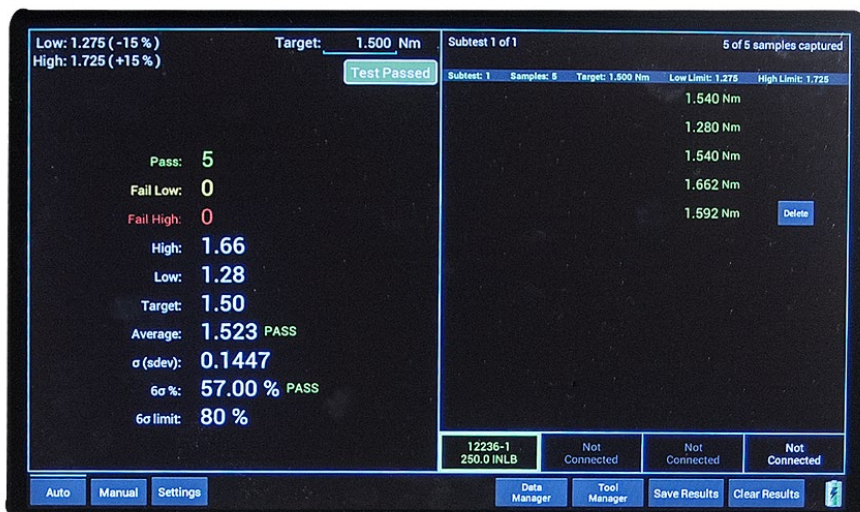 Low: 1.275 ( -15 % )
Target: 1.500 Nm
High: 1.725 ( +15 % )
Test Passed
Pass: 5
Fail Low: 0
Fail High: 0
High: 1.66
Low: 1.28
Target: 1.50
Average: 1.523 PASS
σ (sdev): 0.1447
6σ %: 57.00 % PASS
6σ limit: 80 %
Subtest 1 of 1
5 of 5 samples captured
Subtest: 1 Samples: 5 Target: 1.500 Nm Low Limit: 1.275 High Limit: 1.725
1.540 Nm
1.280 Nm
1.540 Nm
1.662 Nm
1.592 Nm Delete
12236-1
250.0 INLB
Not
Connected
Not
Connected
Not
Connected
Auto Manual Settings
Data
Manager
Tool
Manager
Save Results
Clear Results